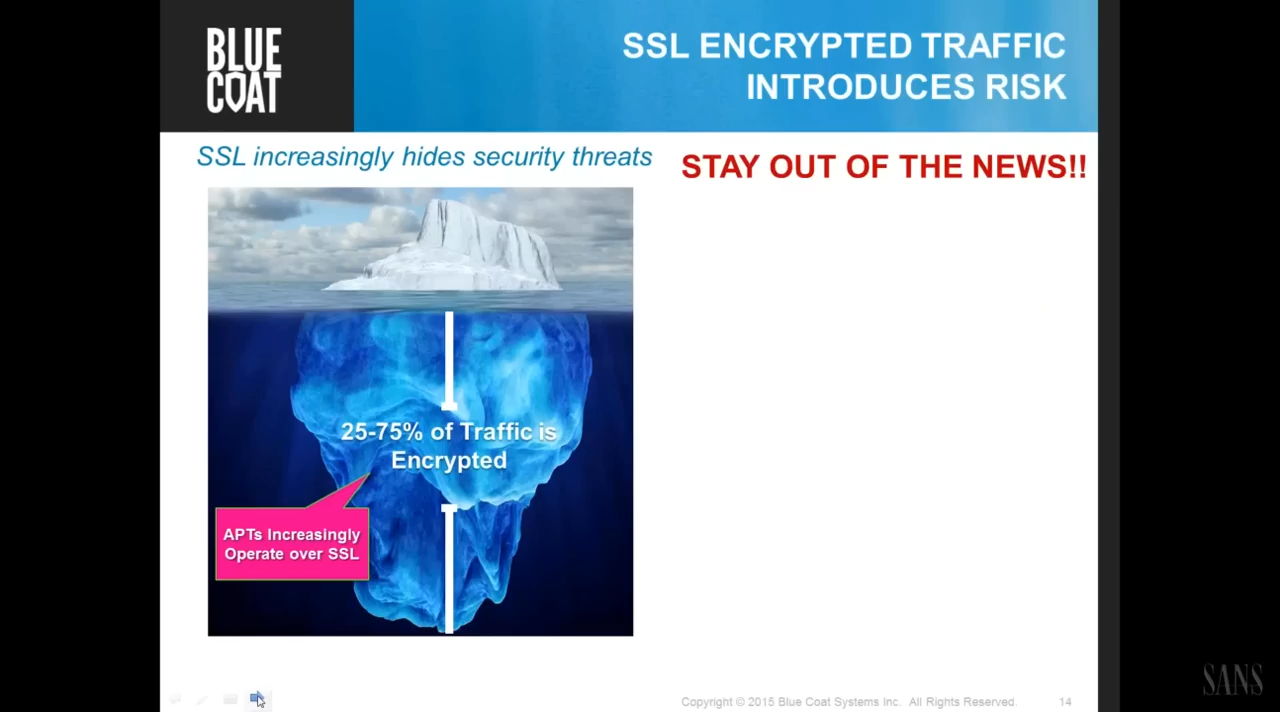 BLUE
COAT
SSL ENCRYPTED TRAFFIC
INTRODUCES RISK
SSL increasingly hides security threats
STAY OUT OF THE NEWS!!
25-75% of Traffic is
Encrypted
APTs Increasingly
Operate over SSL
Copyright © 2015 Blue Coat Systems Inc. All Rights Reserved.
14
SANS